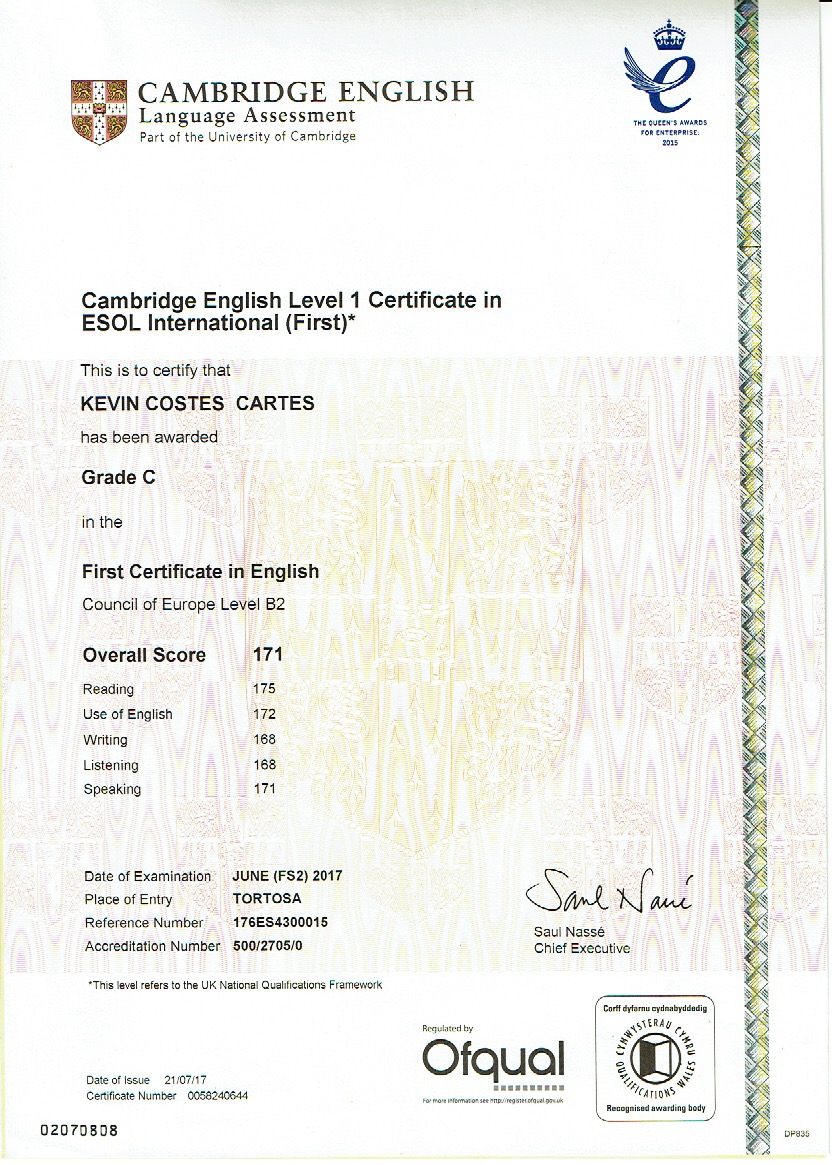 CAMBRIDGE ENGLISH
Language Assessment
Part of the University of Cambridge
THE QUEEN'S AWARDS
FOR ENTERPRISE:
2015
Cambridge English Level 1 Certificate in
ESOL International (First)*
This is to certify that
KEVIN COSTES CARTES
has been awarded
Grade C
in the
First Certificate in English
Council of Europe Level B2
Overall Score 171
Reading 175
Use of English 172
Writing 168
Listening 168
Speaking 171
Date of Examination JUNE (FS2) 2017
Place of Entry TORTOSA
Reference Number 176ES4300015
Accreditation Number 500/2705/0
Saul Nassé
Saul Nassé
Chief Executive
*This level refers to the UK National Qualifications Framework
Regulated by
Ofqual
For more information see http://register.ofqual.gov.uk
Corff dyfarnu cydnabyddedig
CYMWYSTERAU CYMRU
QUALIFICATIONS WALES
Recognised awarding body
Date of Issue 21/07/17
Certificate Number 0058240644
02070808
DP835